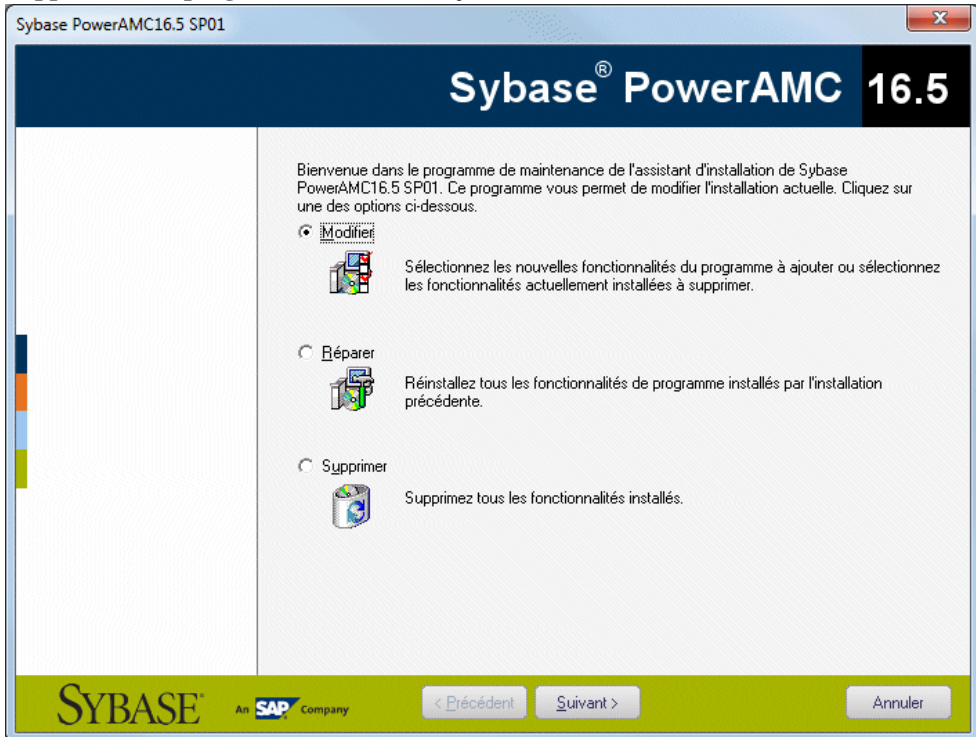 Sybase PowerAMC16.5 SP01
Sybase® PowerAMC 16.5
Bienvenue dans le programme de maintenance de l'assistant d'installation de Sybase
PowerAMC16.5 SP01. Ce programme vous permet de modifier l'installation actuelle. Cliquez sur
une des options ci-dessous.
Modifier
Sélectionnez les nouvelles fonctionnalités du programme à ajouter ou sélectionnez
les fonctionnalités actuellement installées à supprimer.
Réparer
Réinstallez tous les fonctionnalités de programme installés par l'installation
précédente.
Supprimer
Supprimez tous les fonctionnalités installés.
SYBASE An SAP Company
< Précédent
Suivant >
Annuler